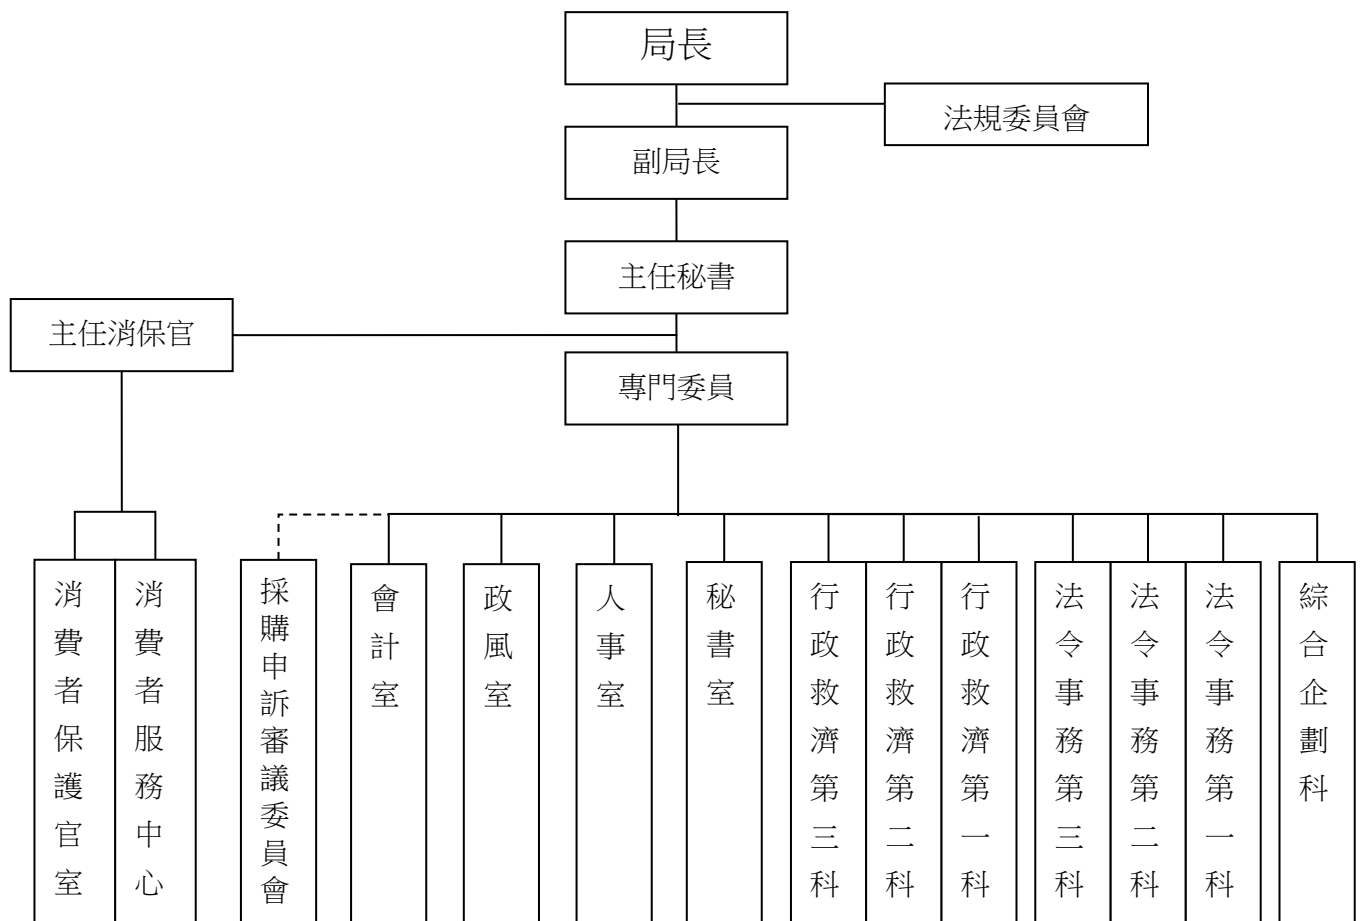 局長
法規委員會
副局長
主任秘書
主任消保官
專門委員
消費者保護官室
消費者服務中心
採購申訴審議委員會
會計室
政風室
人事室
秘書室
行政救濟第三科
行政救濟第二科
行政救濟第一科
法令事務第三科
法令事務第二科
法令事務第一科
綜合企劃科